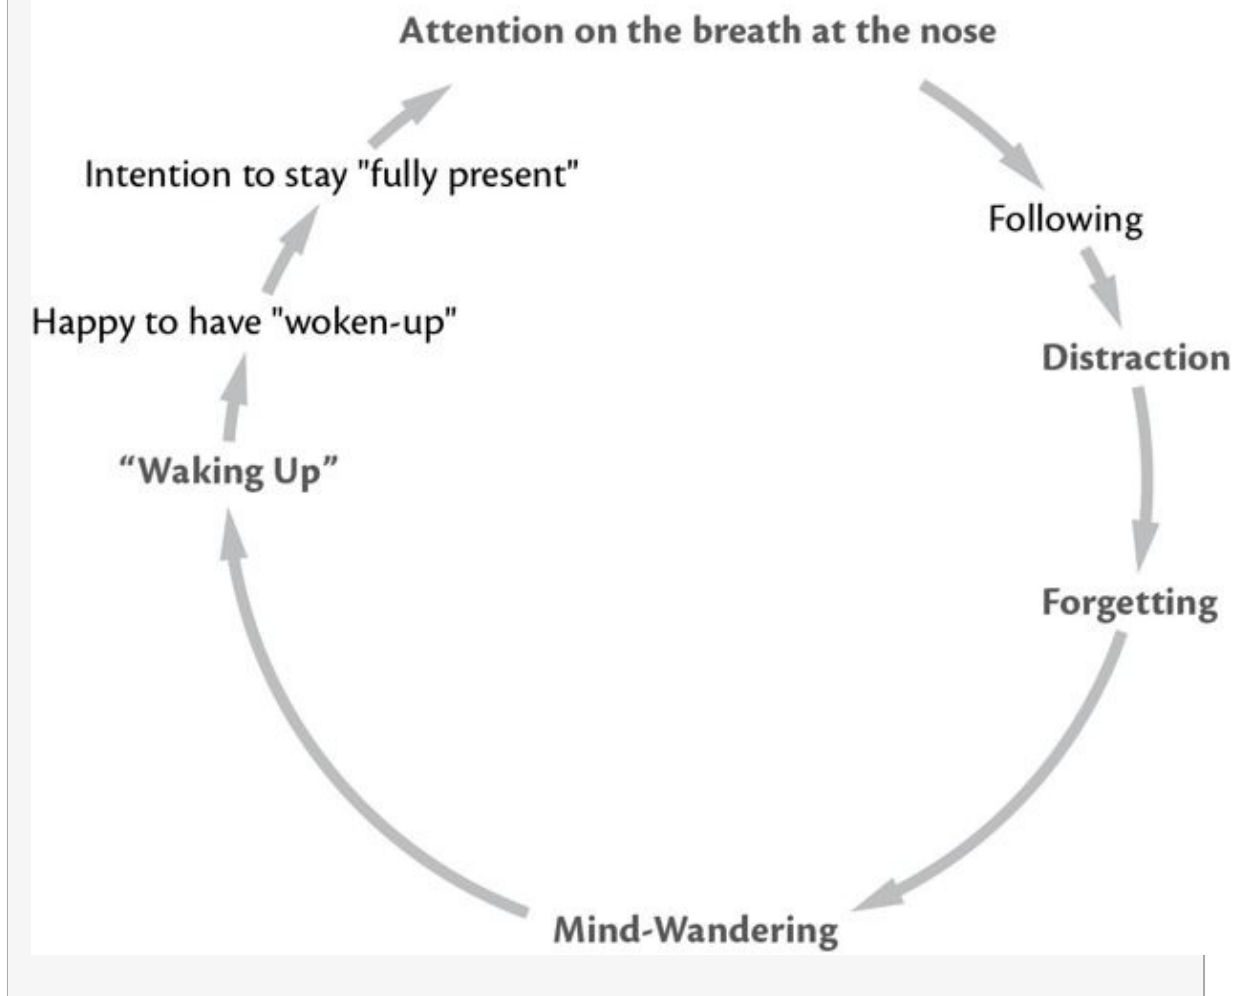 Attention on the breath at the nose
Following
Distraction
Forgetting
Mind-Wandering
“Waking Up”
Happy to have "woken-up"
Intention to stay "fully present"